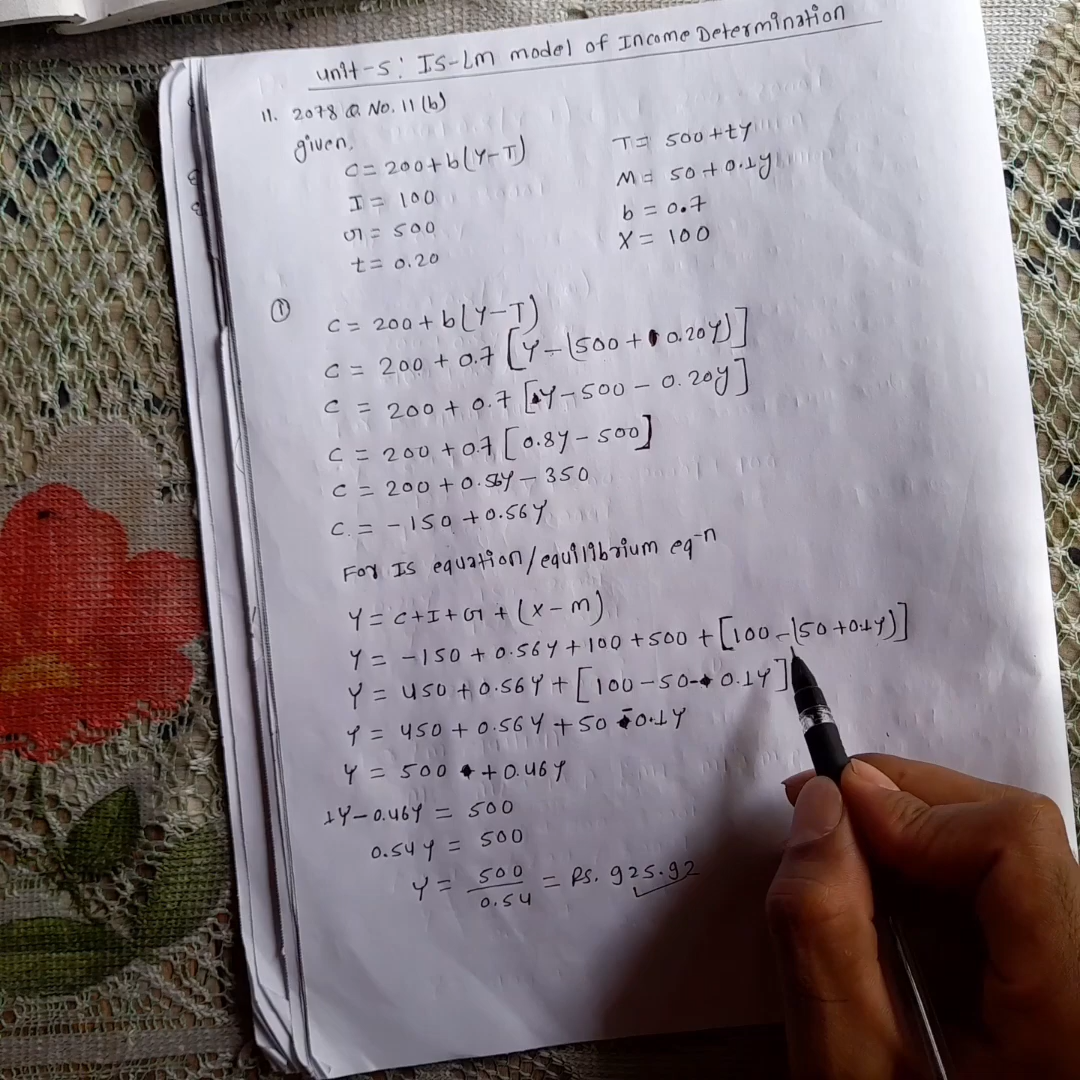 Unit-5: IS-LM model of Income Determination
11. 2078 Q. No. 11 (b)
given,
C = 200 + b(Y-T)
I = 100
G = 500
t = 0.20
T = 500 + tY
M = 50 + 0.1Y
b = 0.7
X = 100
①
C = 200 + b(Y-T)
C = 200 + 0.7 [Y-(500 + 0.20Y)]
C = 200 + 0.7 [Y-500 - 0.20Y]
C = 200 + 0.7 [0.8Y - 500]
C = 200 + 0.56Y - 350
C = -150 + 0.56Y
For IS equation/equilibrium eq-n
Y = C+I+G + (X-M)
Y = -150 + 0.56Y + 100 + 500 + [100 - (50 + 0.1Y)]
Y = 450 + 0.56Y + [100 - 50 - 0.1Y]
Y = 450 + 0.56Y + 50 - 0.1Y
Y = 500 + 0.46Y
1Y - 0.46Y = 500
0.54Y = 500
Y = 500/0.54 = Rs. 925.92